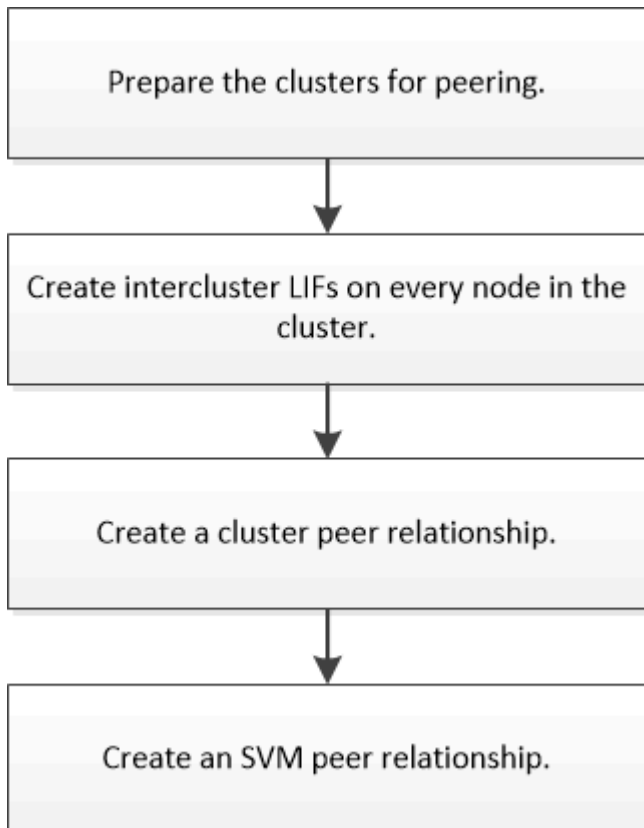 Prepare the clusters for peering.
Create intercluster LIFs on every node in the
cluster.
Create a cluster peer relationship.
Create an SVM peer relationship.